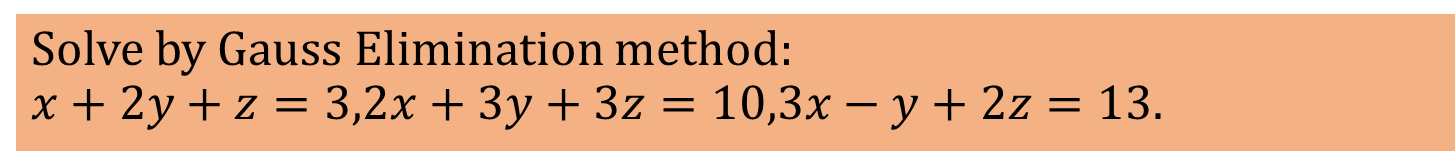 Solve by Gauss Elimination method:
x + 2y + z = 3,2x + 3y + 3z = 10,3x − y + 2z = 13.